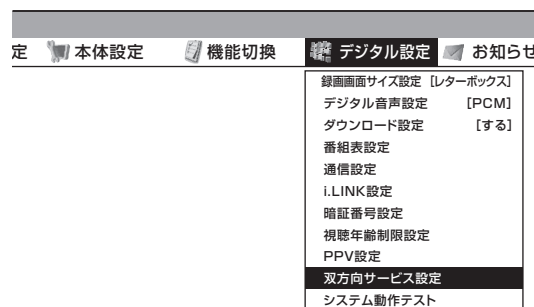 定 本体設定 機能切換 デジタル設定 お知らせ
録画画面サイズ設定 [レターボックス]
デジタル音声設定 [PCM]
ダウンロード設定 [する]
番組表設定
通信設定
i.LINK設定
暗証番号設定
視聴年齢制限設定
PPV設定
双方向サービス設定
システム動作テスト